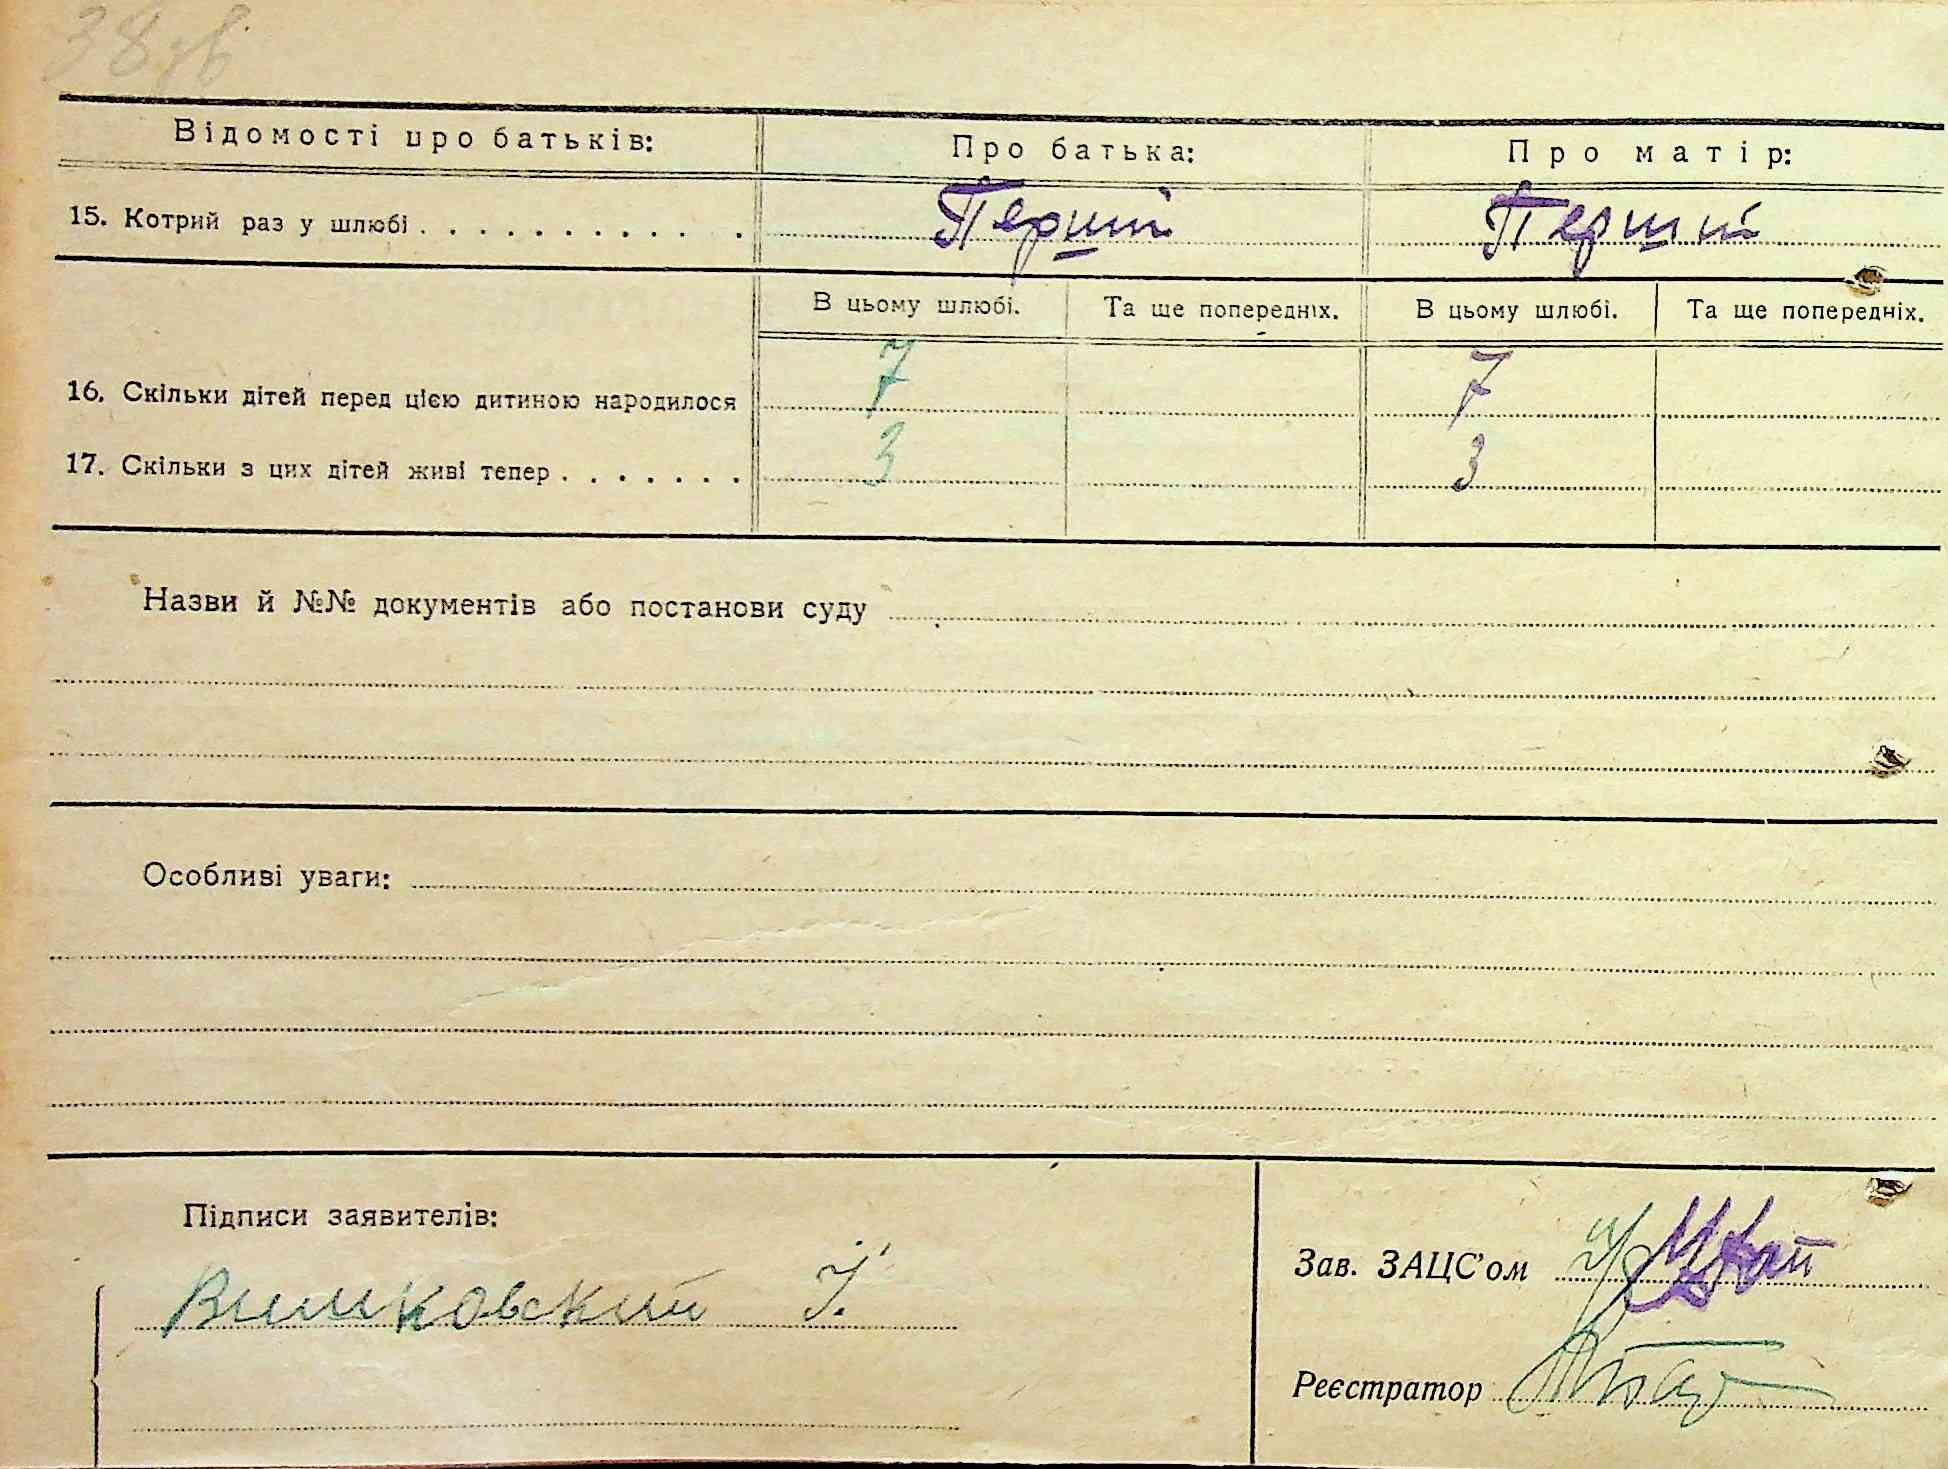 38 зв
Відомості про батьків: Про батька: Про матір:
15. Котрий раз у шлюбі . . . . . . . . . . . . Перший Перший
В цьому шлюбі. Та ще попередніх. В цьому шлюбі. Та ще попередніх.
16. Скільки дітей перед цією дитиною народилося 7 7
17. Скільки з цих дітей живі тепер . . . . . . . 3 3
Назви й №№ документів або постанови суду
Особливі уваги:
Підписи заявителів:
Вишковский І.
Зав. ЗАЦС'ом
Реєстратор